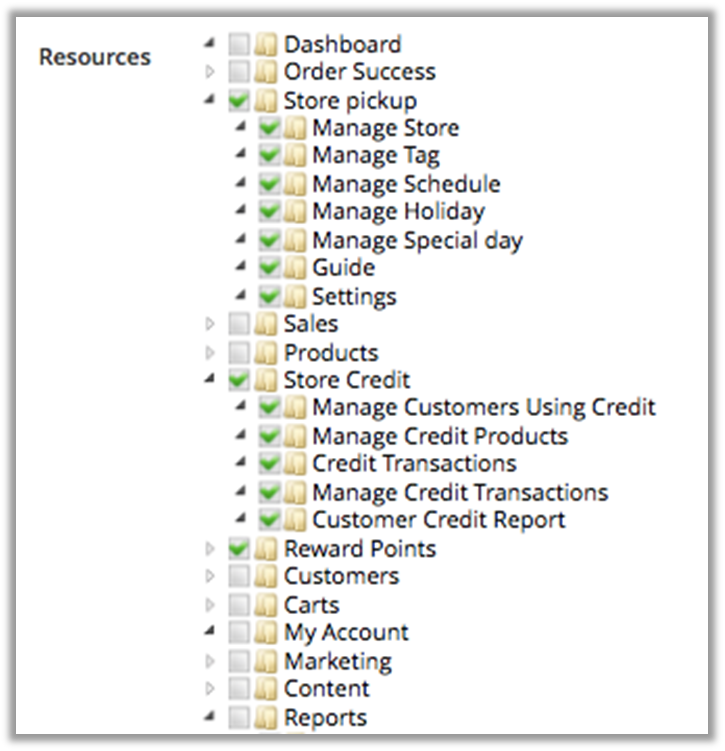 Resources
Dashboard
Order Success
Store pickup
Manage Store
Manage Tag
Manage Schedule
Manage Holiday
Manage Special day
Guide
Settings
Sales
Products
Store Credit
Manage Customers Using Credit
Manage Credit Products
Credit Transactions
Manage Credit Transactions
Customer Credit Report
Reward Points
Customers
Carts
My Account
Marketing
Content
Reports